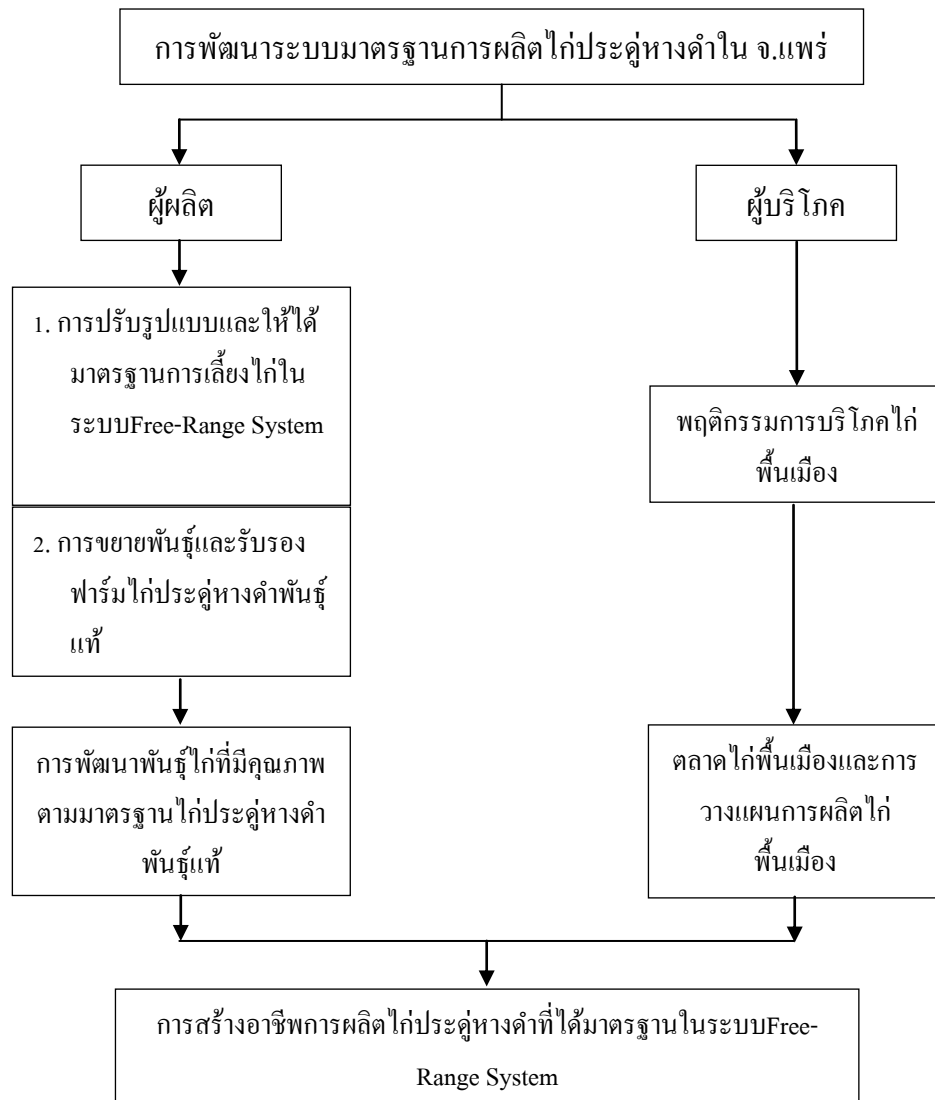 การพัฒนาระบบมาตรฐานการผลิตไก่ประดู่หางดำใน จ.แพร่
ผู้ผลิต
ผู้บริโภค
1. การปรับรูปแบบและให้ได้
มาตรฐานการเลี้ยงไก่ใน
ระบบFree-Range System
2. การขยายพันธุ์และรับรอง
ฟาร์มไก่ประดู่หางดำพันธุ์
แท้
พฤติกรรมการบริโภคไก่
พื้นเมือง
การพัฒนาพันธุ์ไก่ที่มีคุณภาพ
ตามมาตรฐานไก่ประดู่หางดำ
พันธุ์แท้
ตลาดไก่พื้นเมืองและการ
วางแผนการผลิตไก่
พื้นเมือง
การสร้างอาชีพการผลิตไก่ประดู่หางดำที่ได้มาตรฐานในระบบFree-
Range System